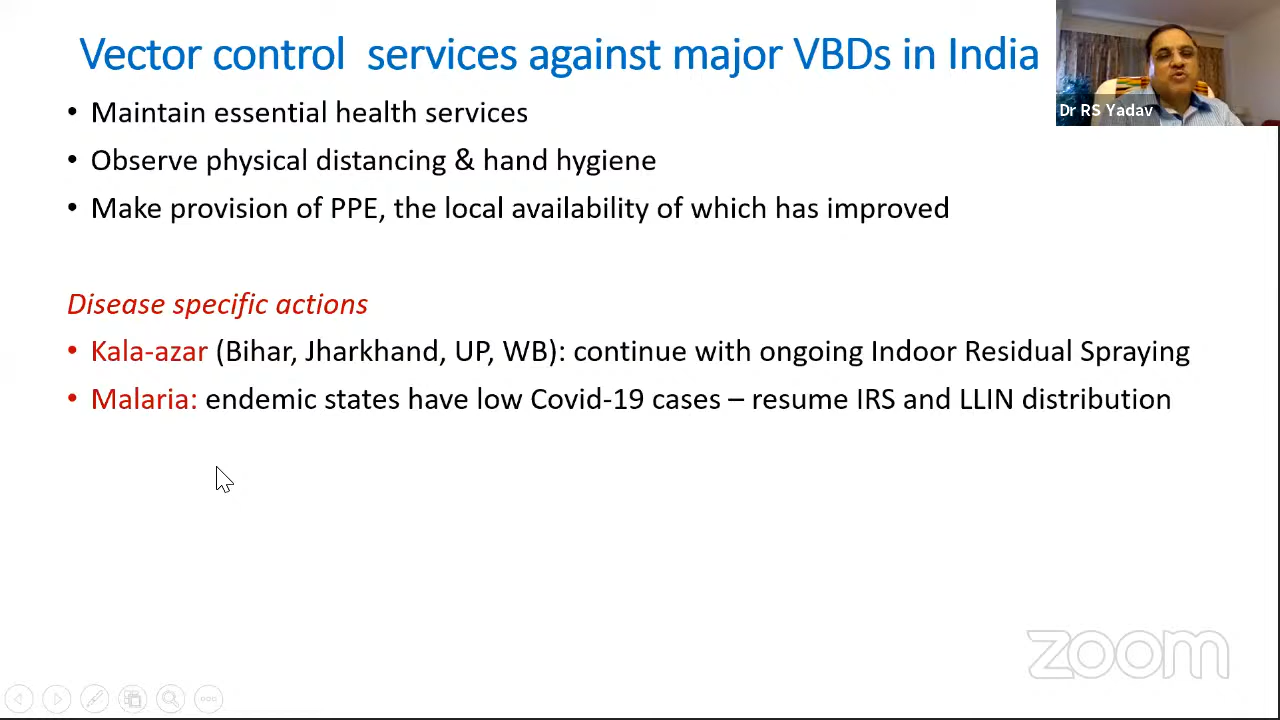 Vector control services against major VBDs in India
Dr RS Yadav
• Maintain essential health services
• Observe physical distancing & hand hygiene
• Make provision of PPE, the local availability of which has improved
Disease specific actions
• Kala-azar (Bihar, Jharkhand, UP, WB): continue with ongoing Indoor Residual Spraying
• Malaria: endemic states have low Covid-19 cases – resume IRS and LLIN distribution
zoom